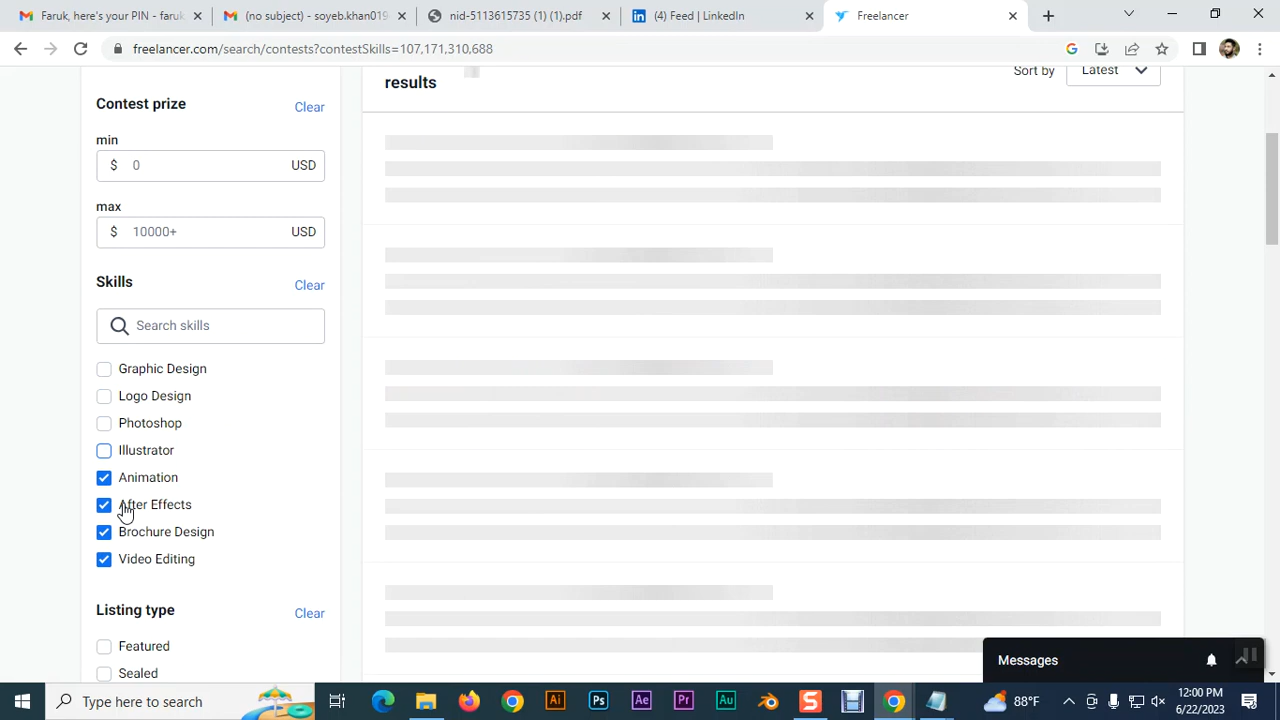 Faruk, here's your PIN - faruk
(no subject) - soyeb.khan019
nid-5113615735 (1) (1).pdf
(4) Feed | LinkedIn
Freelancer
freelancer.com/search/contests?contestSkills=107,171,310,688
results
Sort by
Latest
Contest prize
Clear
min
$ 0 USD
max
$ 10000+ USD
Skills
Clear
Search skills
Graphic Design
Logo Design
Photoshop
Illustrator
Animation
After Effects
Brochure Design
Video Editing
Listing type
Clear
Featured
Sealed
Messages
Type here to search
88°F
12:00 PM
6/22/2023